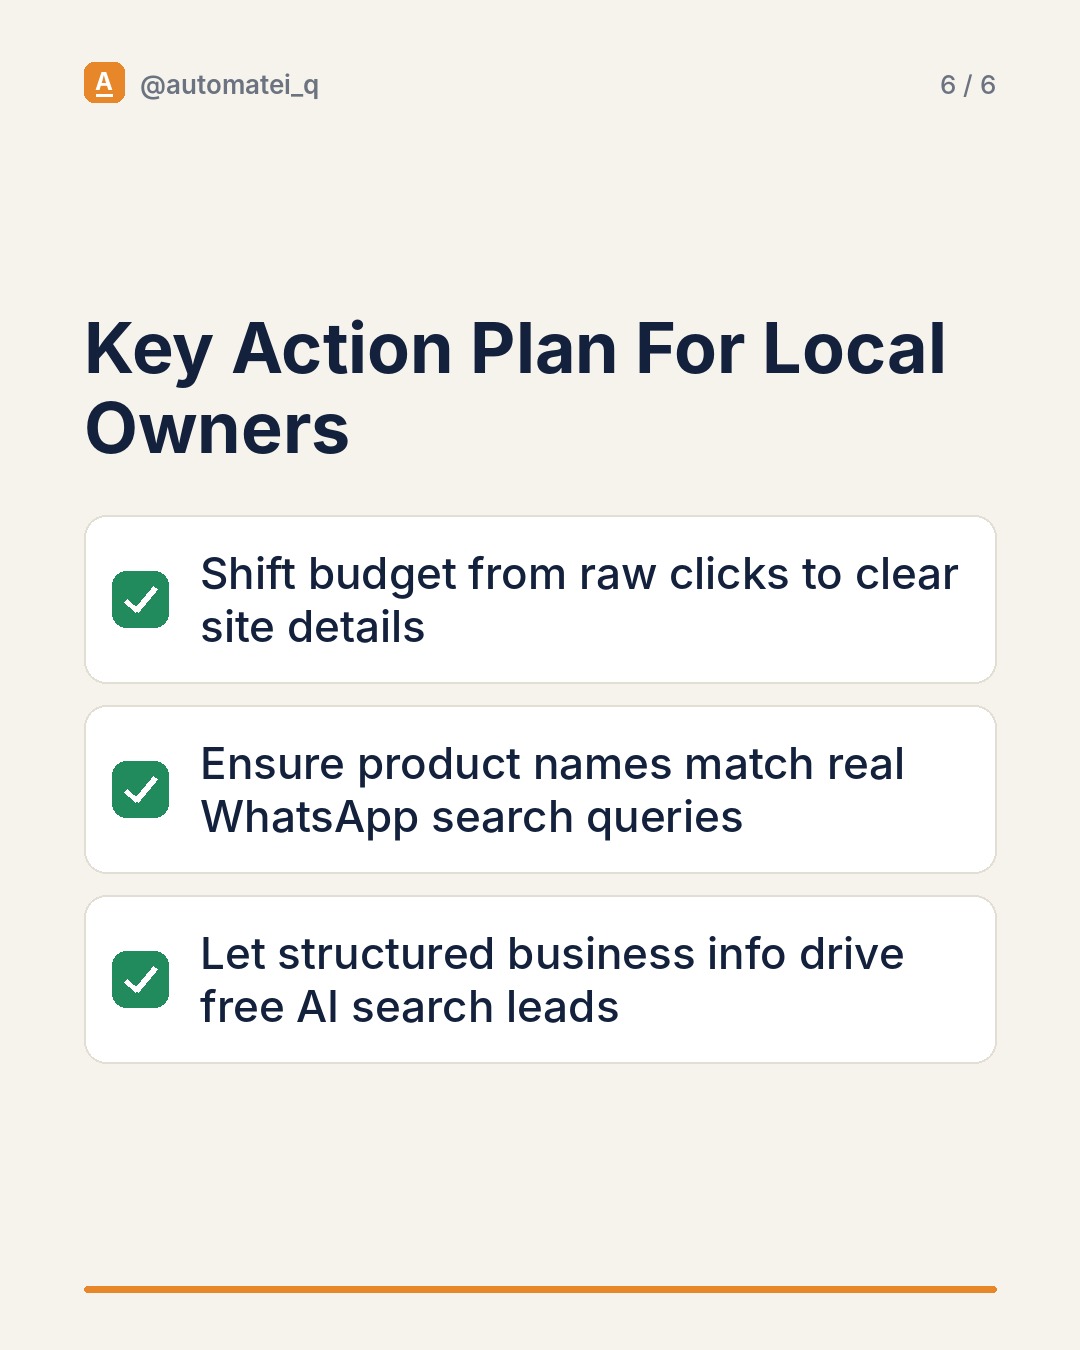 A @automatei_q
6 / 6
Key Action Plan For Local
Owners
Shift budget from raw clicks to clear
site details
Ensure product names match real
WhatsApp search queries
Let structured business info drive
free AI search leads